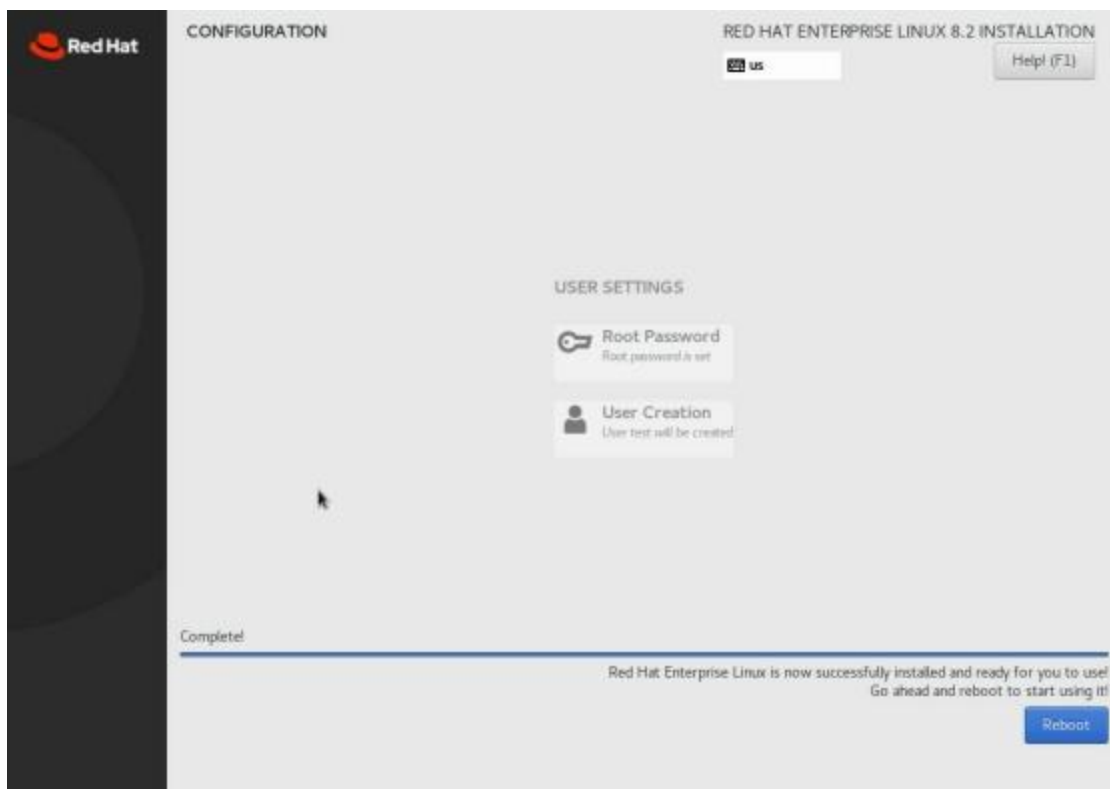 Red Hat
CONFIGURATION
RED HAT ENTERPRISE LINUX 8.2 INSTALLATION
us
Help! (F1)
USER SETTINGS
Root Password
Root password is set
User Creation
User test will be created
Complete!
Red Hat Enterprise Linux is now successfully installed and ready for you to use!
Go ahead and reboot to start using it!
Reboot